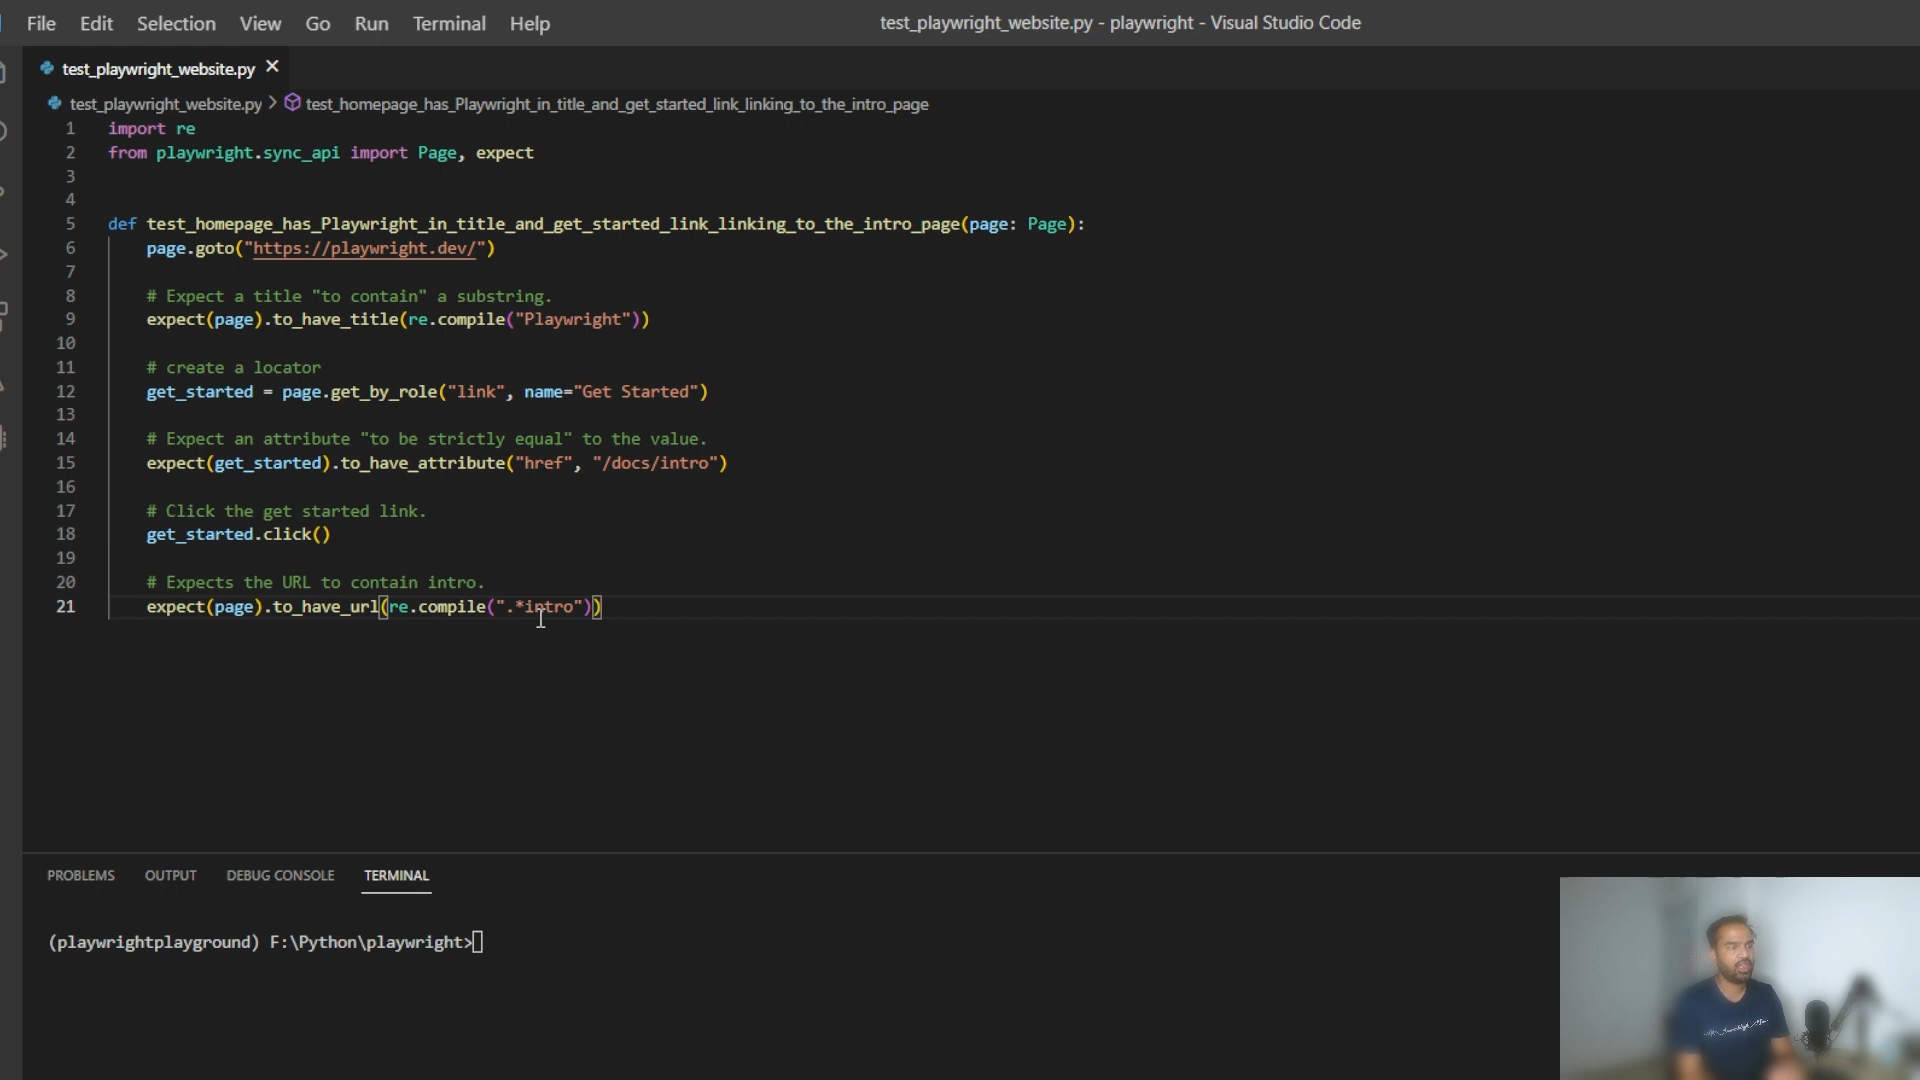 File Edit Selection View Go Run Terminal Help test_playwright_website.py - playwright - Visual Studio Code
test_playwright_website.py
test_playwright_website.py > test_homepage_has_Playwright_in_title_and_get_started_link_linking_to_the_intro_page
1 import re
2 from playwright.sync_api import Page, expect
3
4
5 def test_homepage_has_Playwright_in_title_and_get_started_link_linking_to_the_intro_page(page: Page):
6 page.goto("https://playwright.dev/")
7
8 # Expect a title "to contain" a substring.
9 expect(page).to_have_title(re.compile("Playwright"))
10
11 # create a locator
12 get_started = page.get_by_role("link", name="Get Started")
13
14 # Expect an attribute "to be strictly equal" to the value.
15 expect(get_started).to_have_attribute("href", "/docs/intro")
16
17 # Click the get started link.
18 get_started.click()
19
20 # Expects the URL to contain intro.
21 expect(page).to_have_url(re.compile(".*intro"))
PROBLEMS OUTPUT DEBUG CONSOLE TERMINAL
(playwrightplayground) F:\Python\playwright>